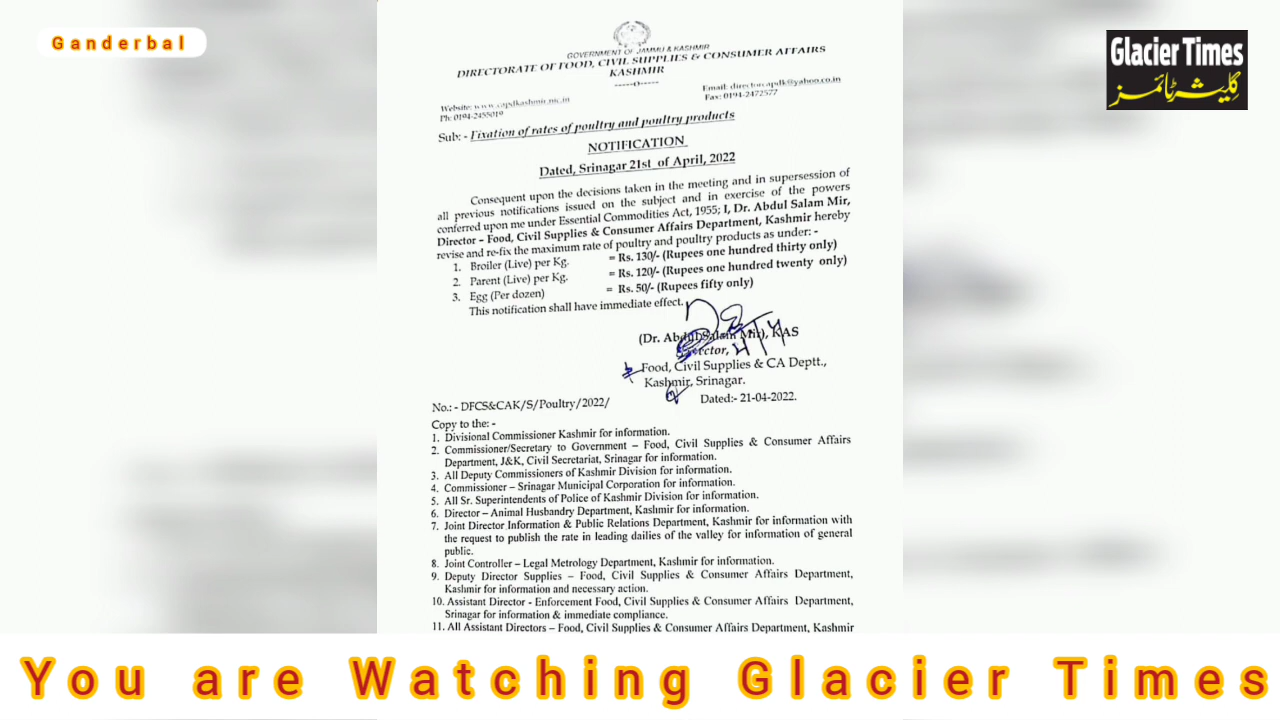 Ganderbal
Glacier Times
گلیشر ٹائمز
GOVERNMENT OF JAMMU & KASHMIR
DIRECTORATE OF FOOD, CIVIL SUPPLIES & CONSUMER AFFAIRS
KASHMIR
-----o-----
Website: www.capdkashmir.nic.in
Ph: 0194-2455019
Email: directorcapdk@yahoo.co.in
Fax: 0194-2472577
Sub: - Fixation of rates of poultry and poultry products
NOTIFICATION
Dated, Srinagar 21st of April, 2022
Consequent upon the decisions taken in the meeting and in supersession of
all previous notifications issued on the subject and in exercise of the powers
conferred upon me under Essential Commodities Act, 1955; I, Dr. Abdul Salam Mir,
Director – Food, Civil Supplies & Consumer Affairs Department, Kashmir hereby
revise and re-fix the maximum rate of poultry and poultry products as under: -
1. Broiler (Live) per Kg. = Rs. 130/- (Rupees one hundred thirty only)
2. Parent (Live) per Kg. = Rs. 120/- (Rupees one hundred twenty only)
3. Egg (Per dozen) = Rs. 50/- (Rupees fifty only)
This notification shall have immediate effect.
(Dr. Abdul Salam Mir), KAS
Director,
Food, Civil Supplies & CA Deptt.,
Kashmir, Srinagar.
No.: - DFCS&CAK/S/Poultry/2022/
Dated:- 21-04-2022.
Copy to the: -
1. Divisional Commissioner Kashmir for information.
2. Commissioner/Secretary to Government – Food, Civil Supplies & Consumer Affairs
Department, J&K, Civil Secretariat, Srinagar for information.
3. All Deputy Commissioners of Kashmir Division for information.
4. Commissioner – Srinagar Municipal Corporation for information.
5. All Sr. Superintendents of Police of Kashmir Division for information.
6. Director – Animal Husbandry Department, Kashmir for information.
7. Joint Director Information & Public Relations Department, Kashmir for information with
the request to publish the rate in leading dailies of the valley for information of general
public.
8. Joint Controller – Legal Metrology Department, Kashmir for information.
9. Deputy Director Supplies – Food, Civil Supplies & Consumer Affairs Department,
Kashmir for information and necessary action.
10. Assistant Director - Enforcement Food, Civil Supplies & Consumer Affairs Department,
Srinagar for information & immediate compliance.
11. All Assistant Directors – Food, Civil Supplies & Consumer Affairs Department, Kashmir
You are Watching Glacier Times